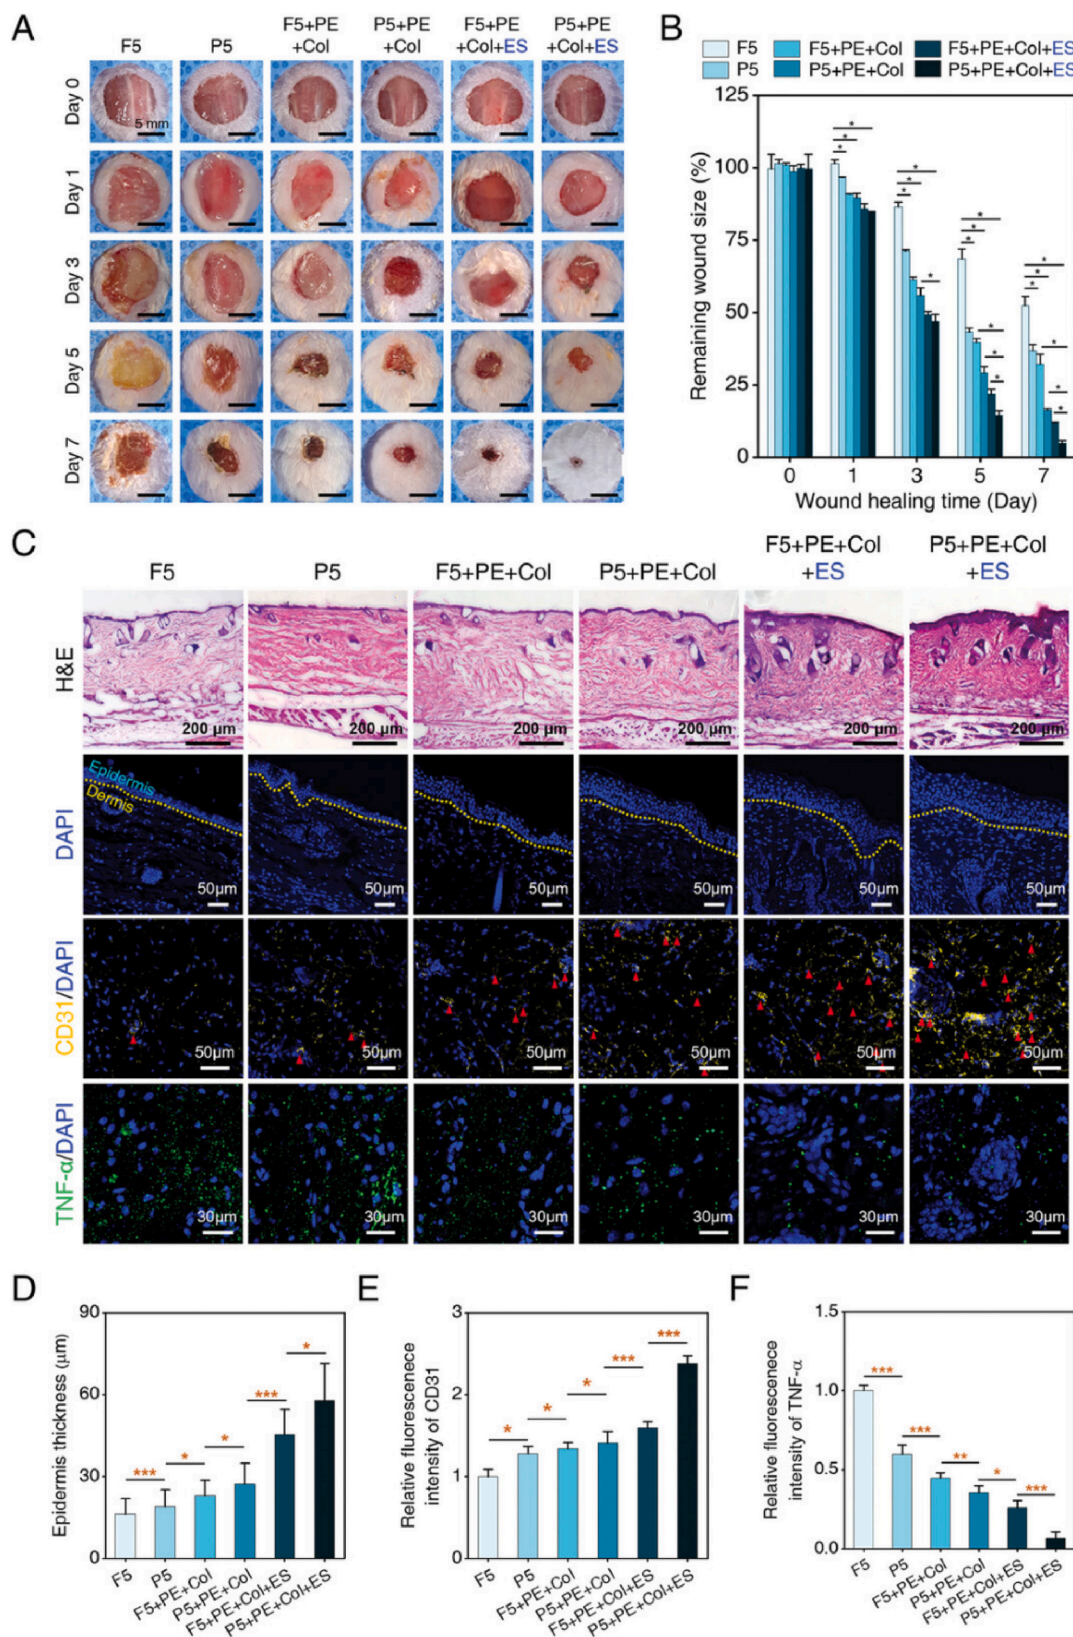 A
F5
P5
F5+PE
+Col
P5+PE
+Col
F5+PE
+Col+ES
P5+PE
+Col+ES
Day 0
5 mm
Day 1
Day 3
Day 5
Day 7
B
F5
F5+PE+Col
F5+PE+Col+ES
P5
P5+PE+Col
P5+PE+Col+ES
Remaining wound size (%)
125
100
75
50
25
0
* * * * * * * * * * * * * * * * *
0 1 3 5 7
Wound healing time (Day)
C
F5
P5
F5+PE+Col
P5+PE+Col
F5+PE+Col
+ES
P5+PE+Col
+ES
H&E
200 μm
200 μm
200 μm
200 μm
200 μm
200 μm
DAPI
Epidermis
Dermis
50μm
50μm
50μm
50μm
50μm
50μm
CD31/DAPI
50μm
50μm
50μm
50μm
50μm
50μm
TNF-α/DAPI
30μm
30μm
30μm
30μm
30μm
30μm
D
Epidermis thickness (μm)
90
60
30
0
*** * * *** *
F5
P5
F5+PE+Col
P5+PE+Col
F5+PE+Col+ES
P5+PE+Col+ES
E
Relative fluorescenece
intensity of CD31
3
2
1
0
* * * *** ***
F5
P5
F5+PE+Col
P5+PE+Col
F5+PE+Col+ES
P5+PE+Col+ES
F
Relative fluorescenece
intensity of TNF-α
1.5
1.0
0.5
0.0
*** *** ** * ***
F5
P5
F5+PE+Col
P5+PE+Col
F5+PE+Col+ES
P5+PE+Col+ES